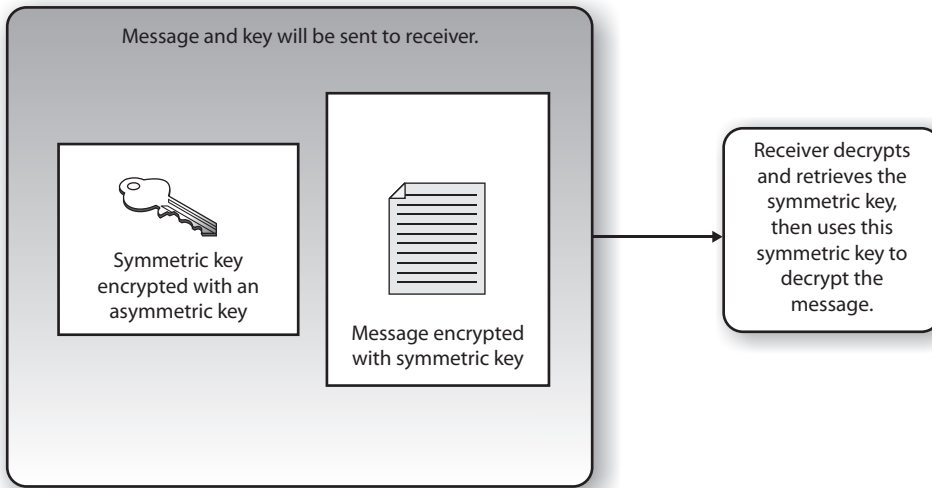 Message and key will be sent to receiver.
Symmetric key
encrypted with an
asymmetric key
Message encrypted
with symmetric key
Receiver decrypts
and retrieves the
symmetric key,
then uses this
symmetric key to
decrypt the
message.